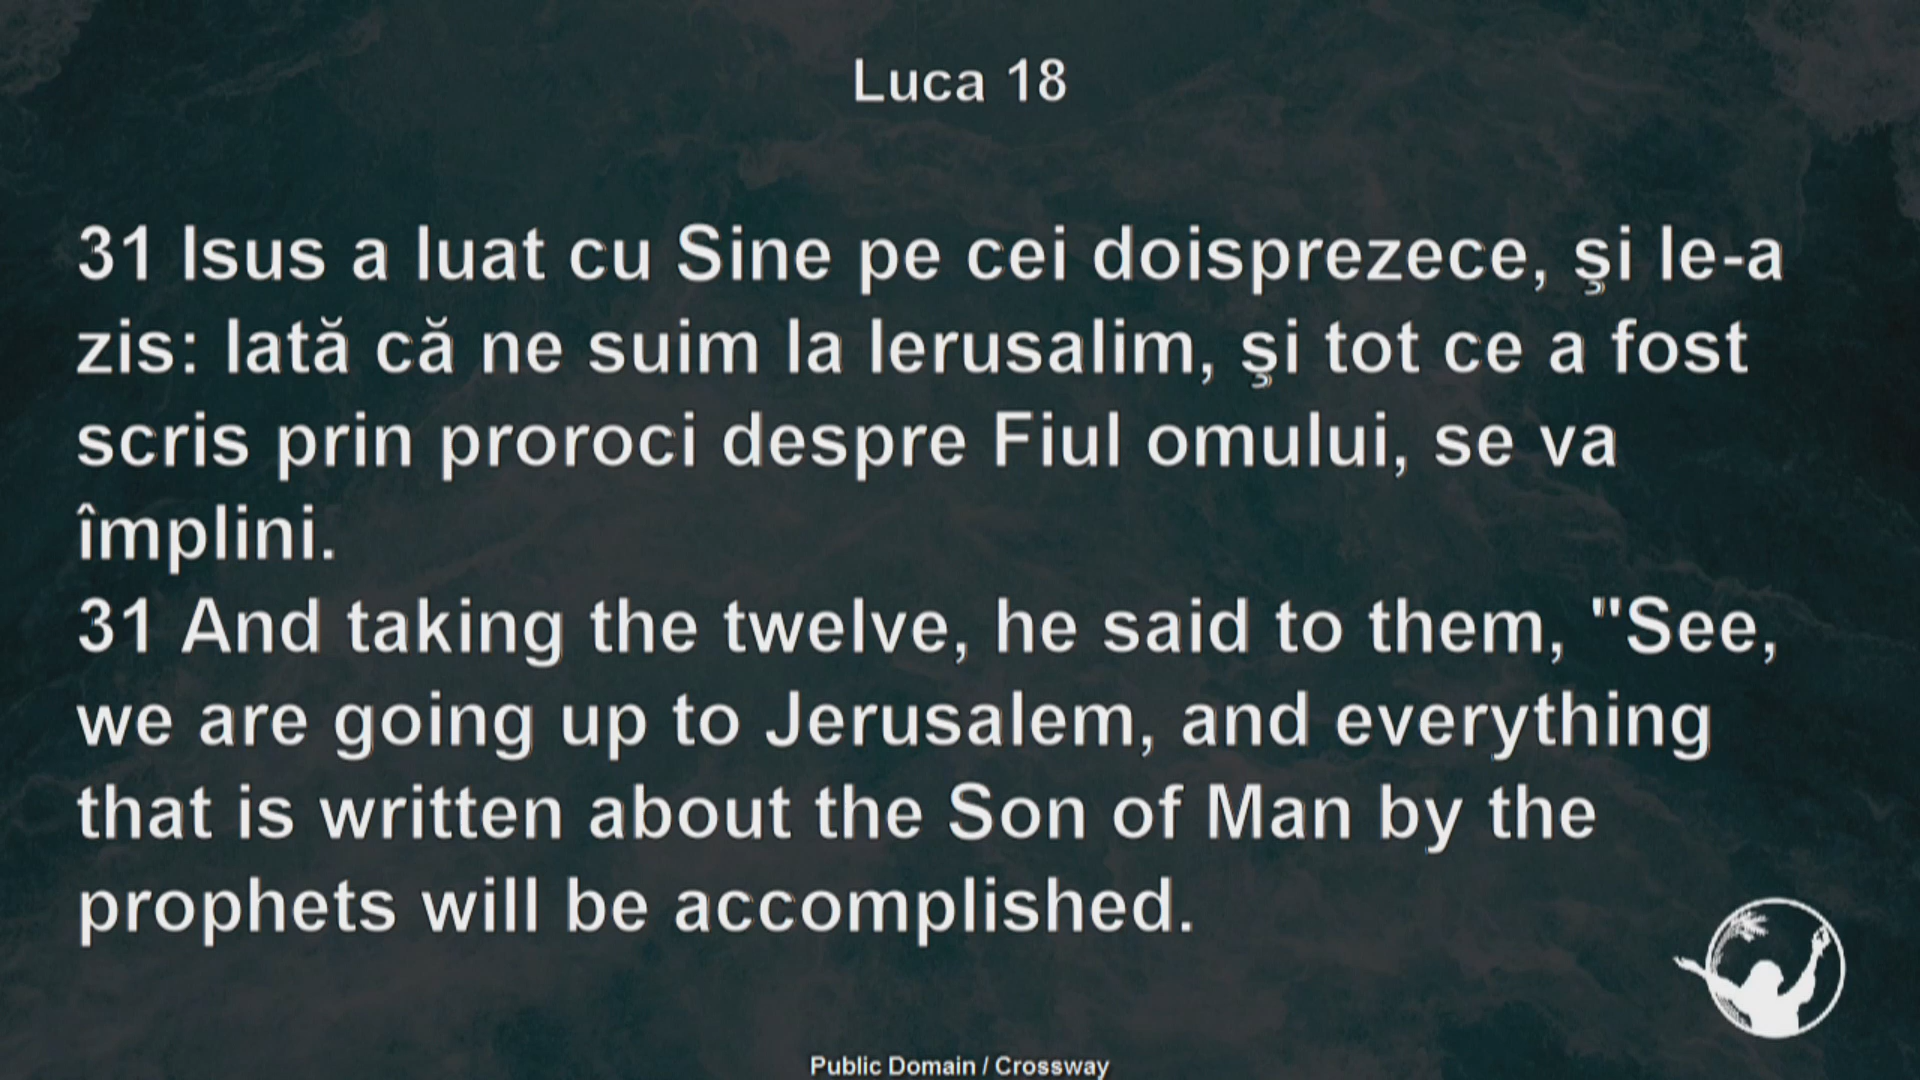 Luca 18
31 Isus a luat cu Sine pe cei doisprezece, şi le-a
zis: Iată că ne suim la Ierusalim, şi tot ce a fost
scris prin proroci despre Fiul omului, se va
împlini.
31 And taking the twelve, he said to them, "See,
we are going up to Jerusalem, and everything
that is written about the Son of Man by the
prophets will be accomplished.
Public Domain / Crossway